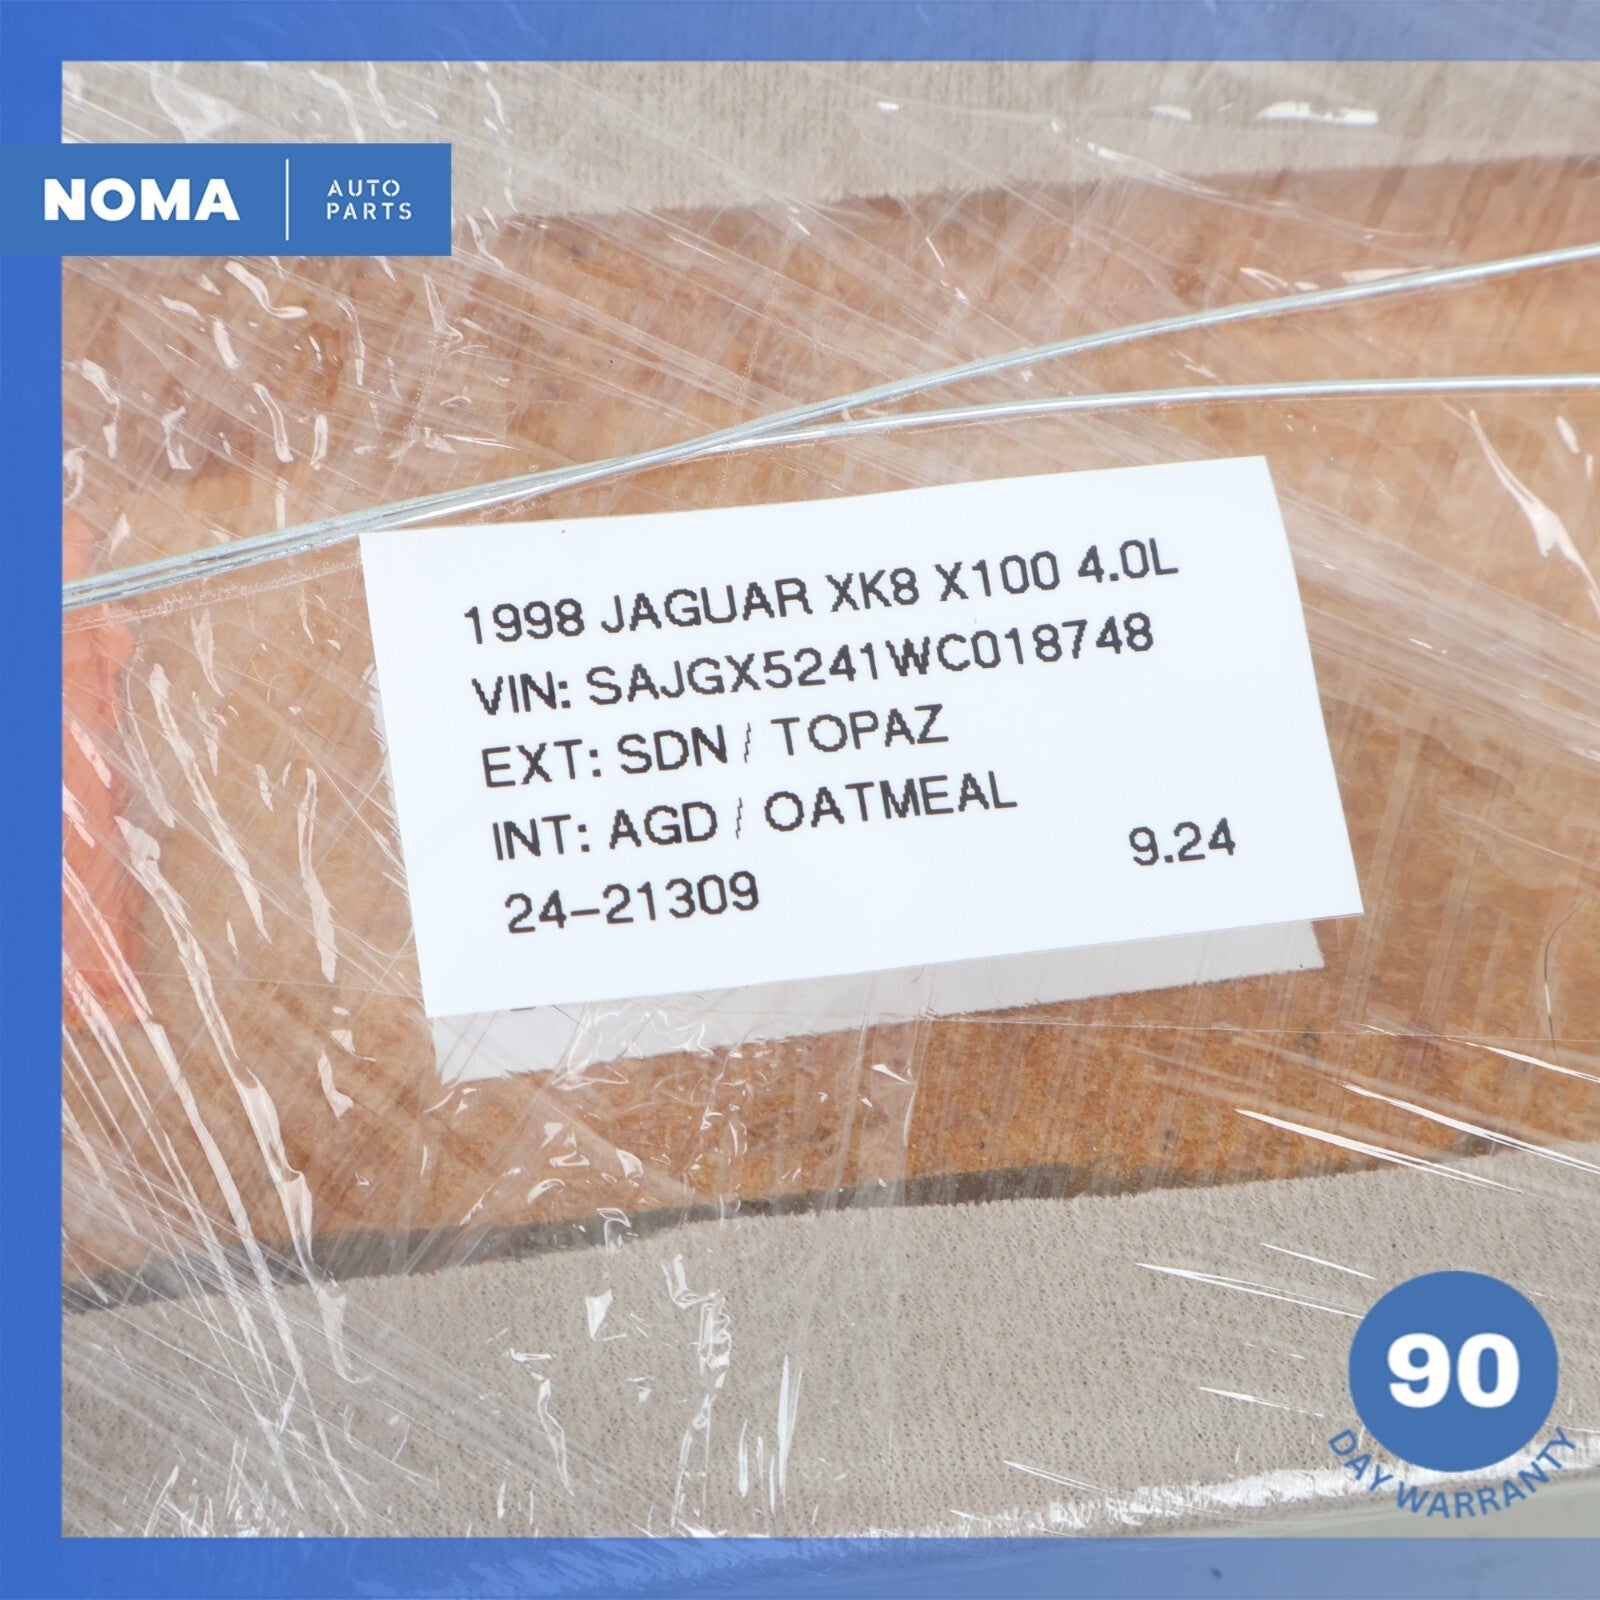 NOMA
AUTO
PARTS
1998 JAGUAR XK8 X100 4.0L
VIN: SAJGX5241WC018748
EXT: SDN / TOPAZ
INT: AGD / OATMEAL
24-21309
9.24
90
DAY WARRANTY